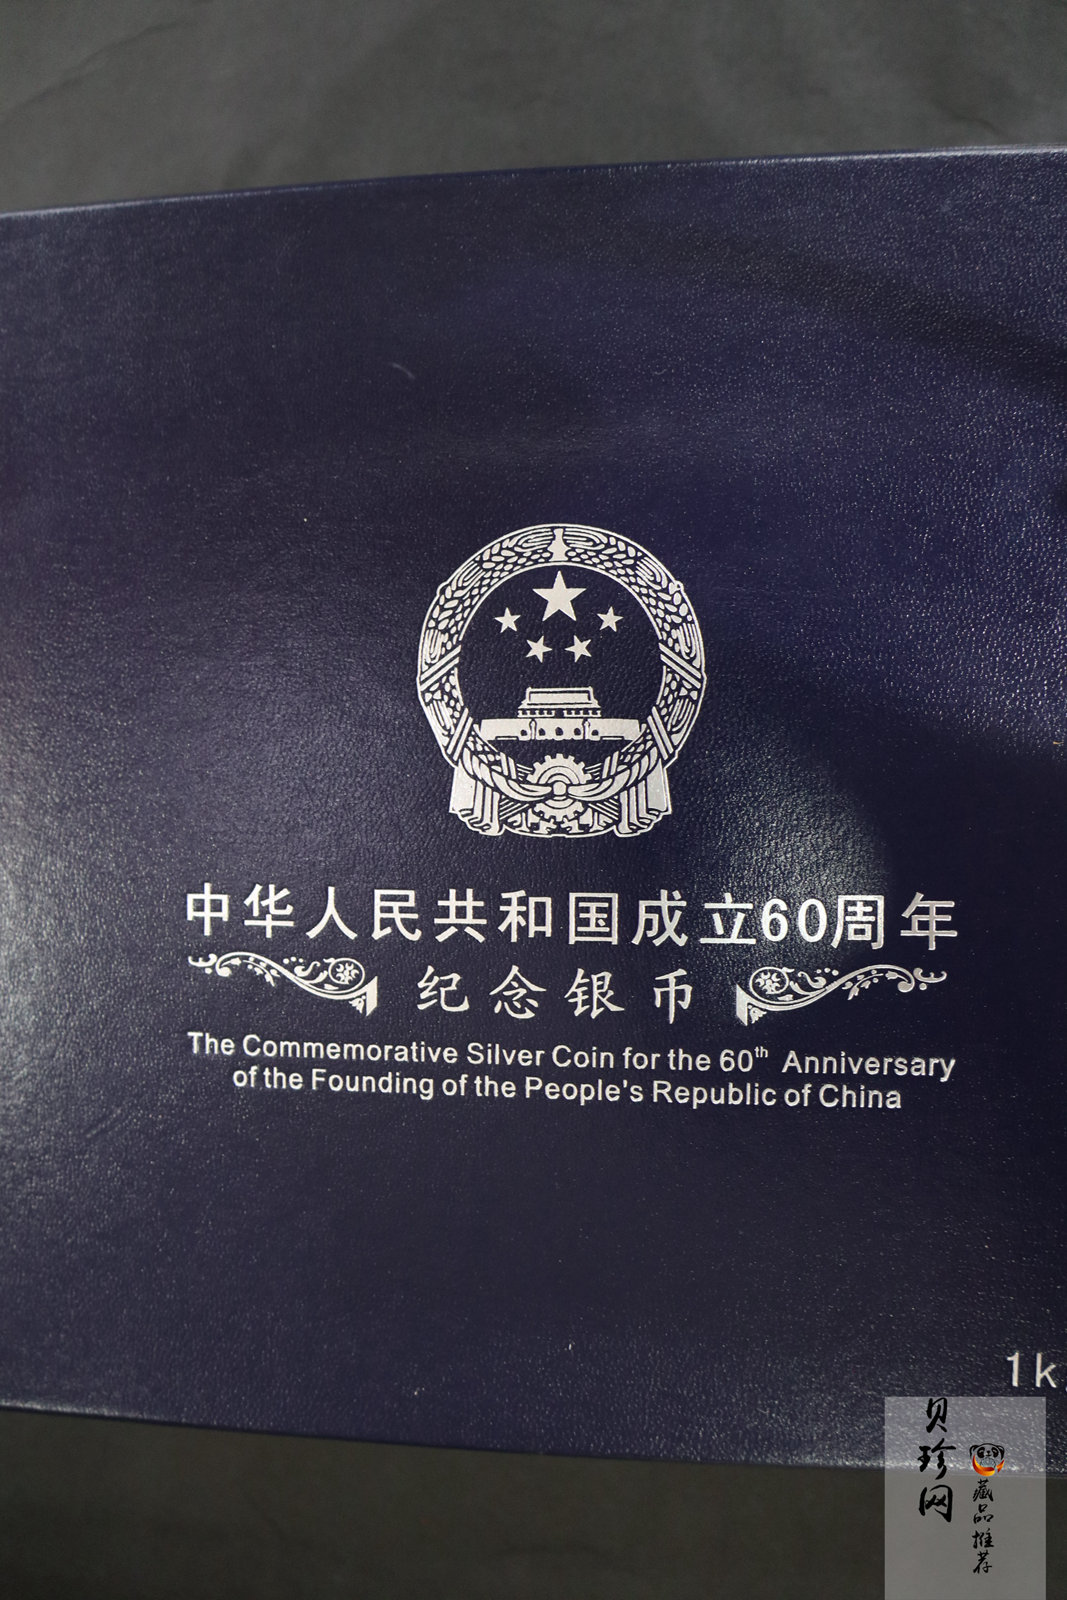 中华人民共和国成立60周年
纪念银币
The Commemorative Silver Coin for the 60th Anniversary
of the Founding of the People's Republic of China
1k
贝珍网
藏品推荐